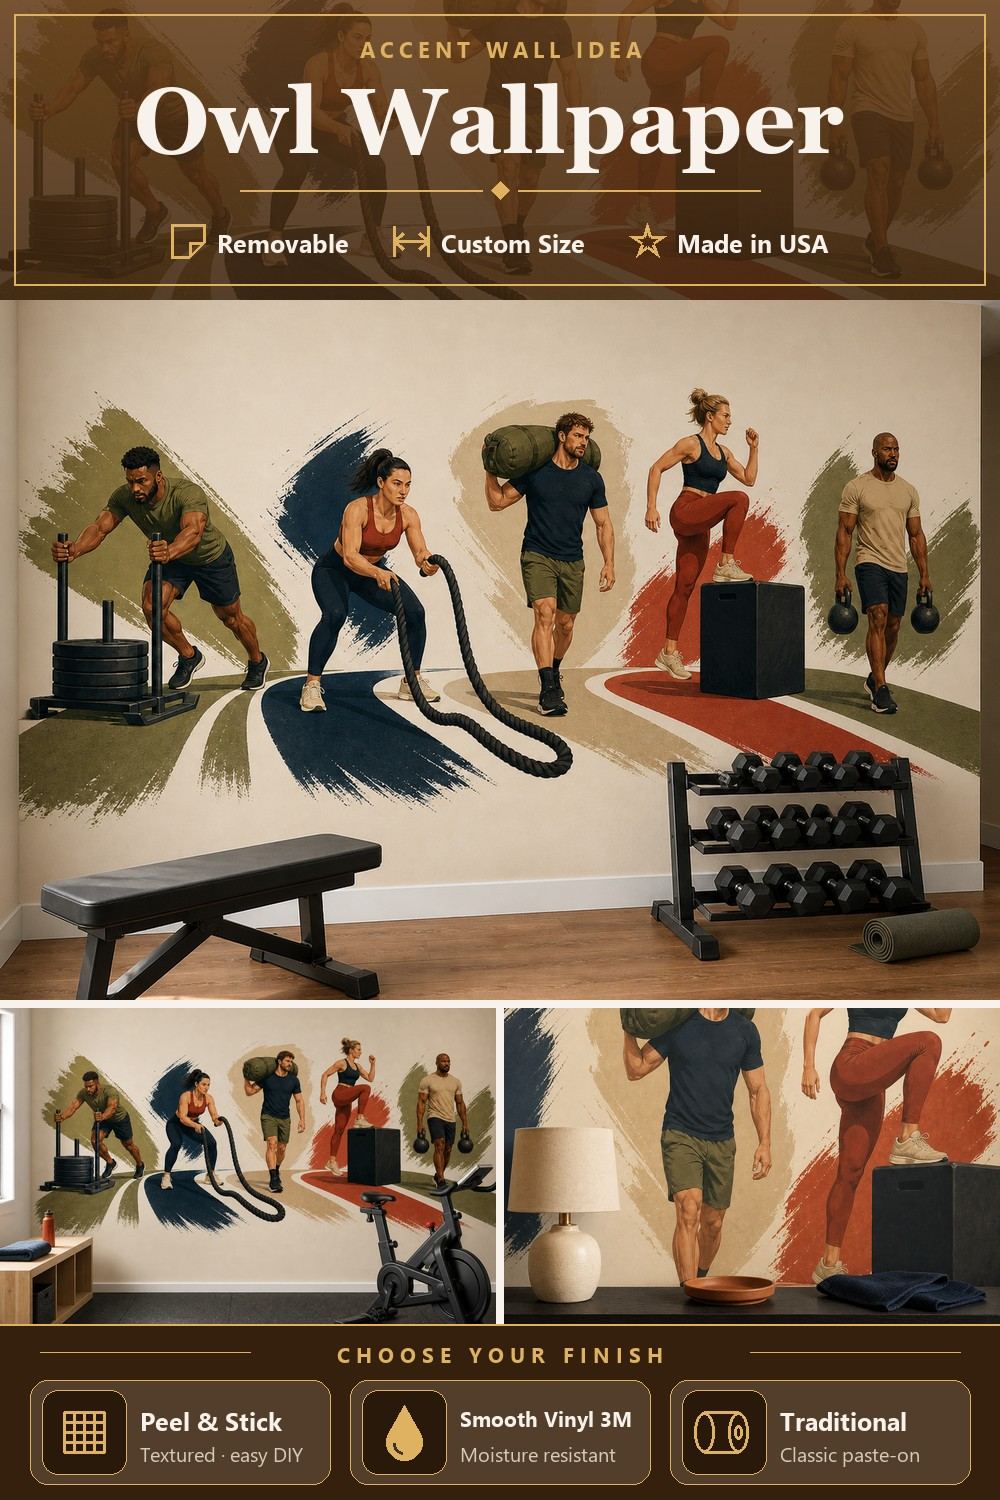 ACCENT WALL IDEA
Owl Wallpaper
Removable
Custom Size
Made in USA
CHOOSE YOUR FINISH
Peel & Stick
Textured · easy DIY
Smooth Vinyl 3M
Moisture resistant
Traditional
Classic paste-on